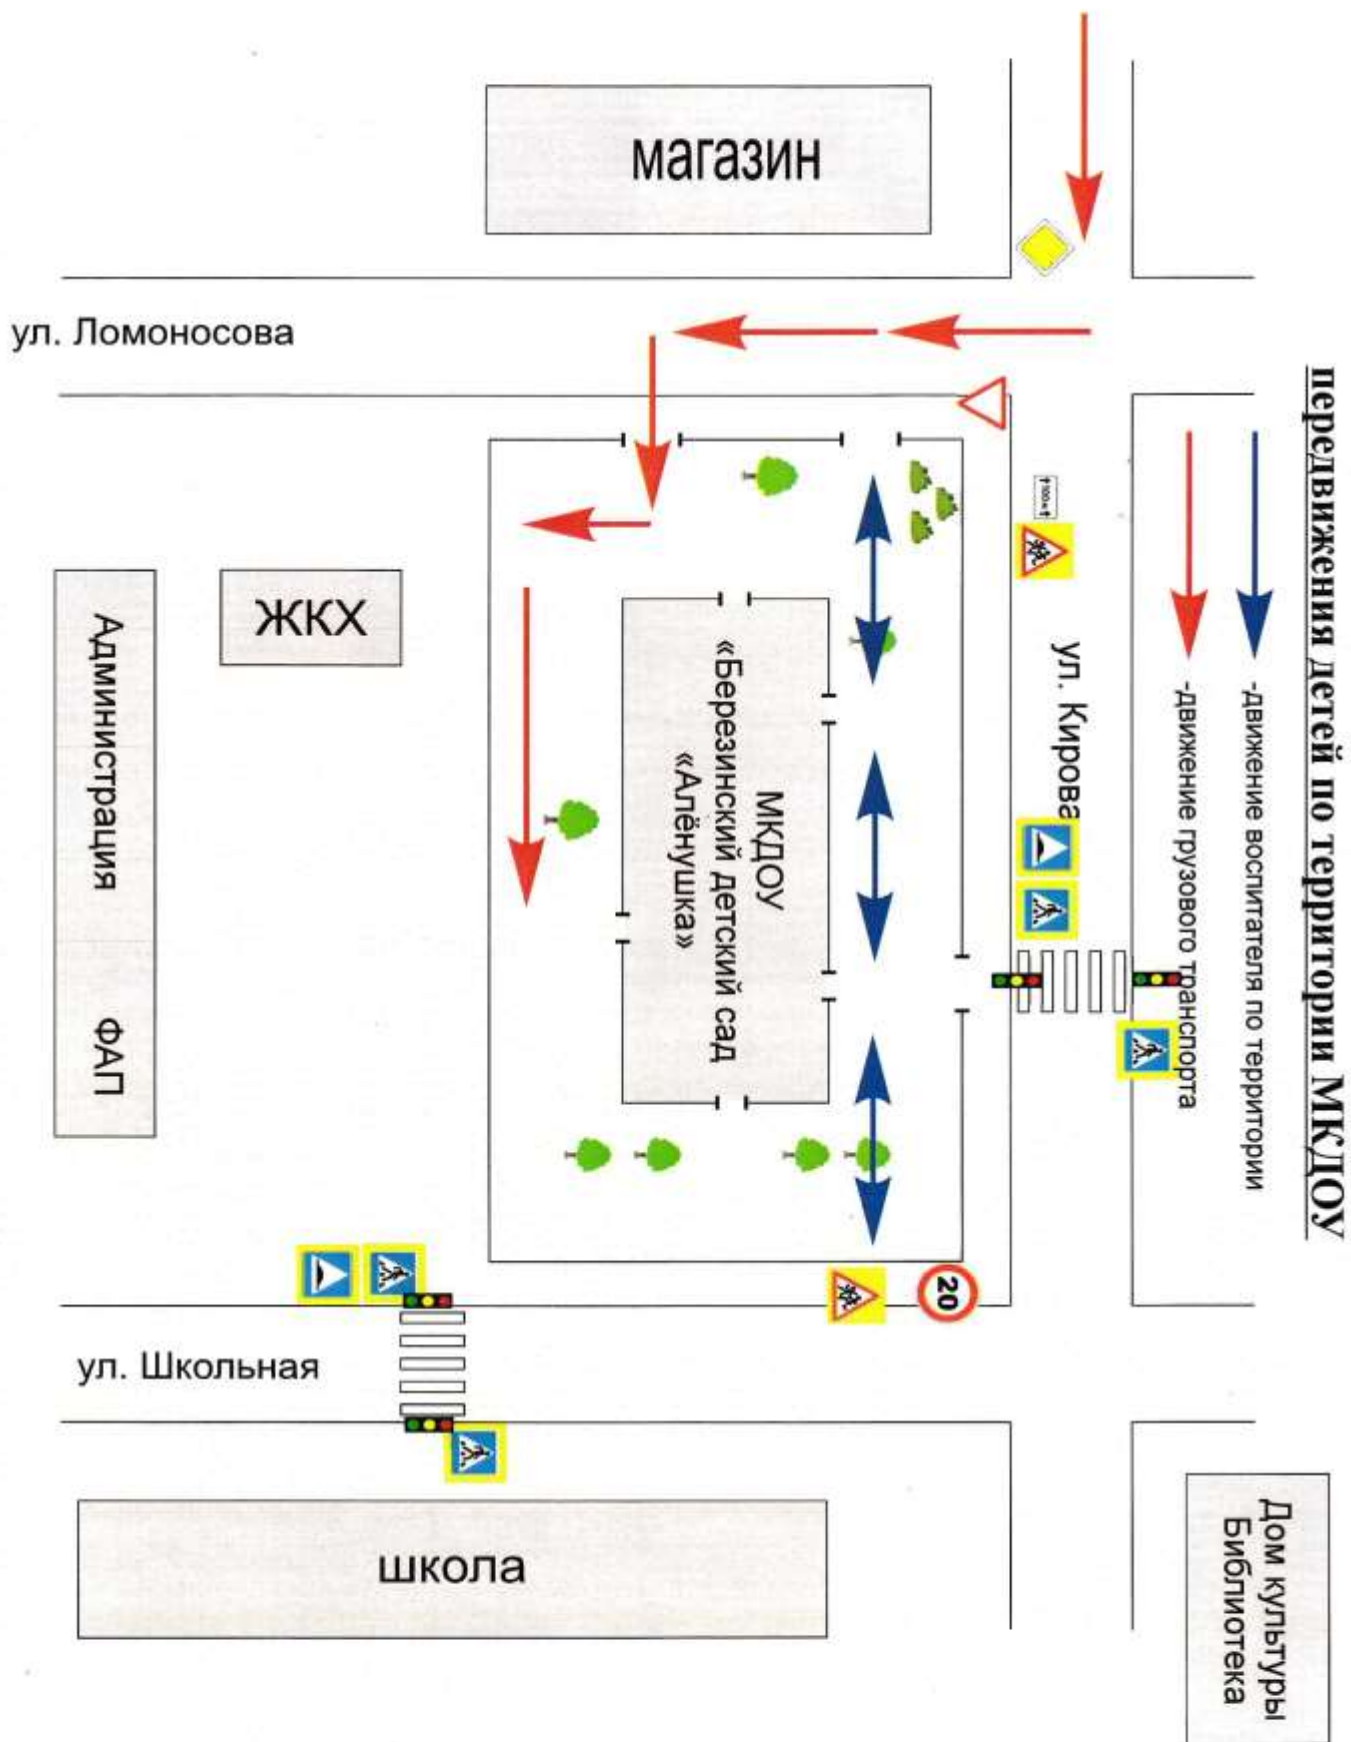 передвижения детей по территории МКДОУ
-движение воспитателя по территории
-движение грузового транспорта
магазин
ул. Ломоносова
↑100м↑
ул. Кирова
ЖКХ
Администрация ФАП
МКДОУ
«Березинский детский сад
«Алёнушка»
20
ул. Школьная
школа
Дом культуры
Библиотека